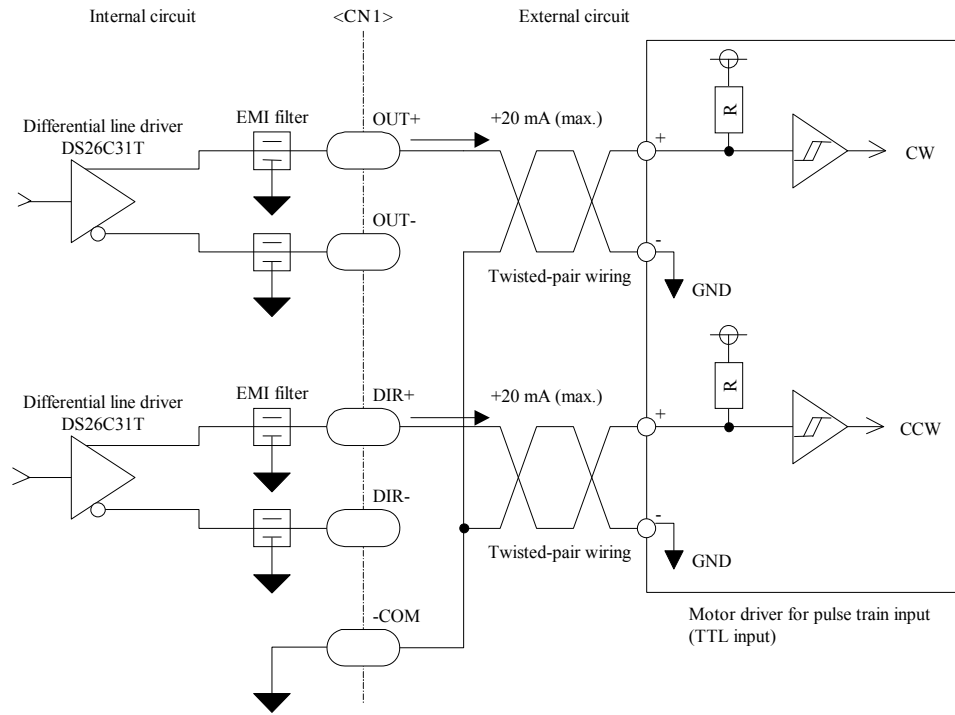 Internal circuit
<CN1>
External circuit
Differential line driver
DS26C31T
EMI filter
OUT+
+20 mA (max.)
+
R
CW
OUT-
-
Twisted-pair wiring
GND
Differential line driver
DS26C31T
EMI filter
DIR+
+20 mA (max.)
+
R
CCW
DIR-
-
Twisted-pair wiring
GND
-COM
Motor driver for pulse train input
(TTL input)